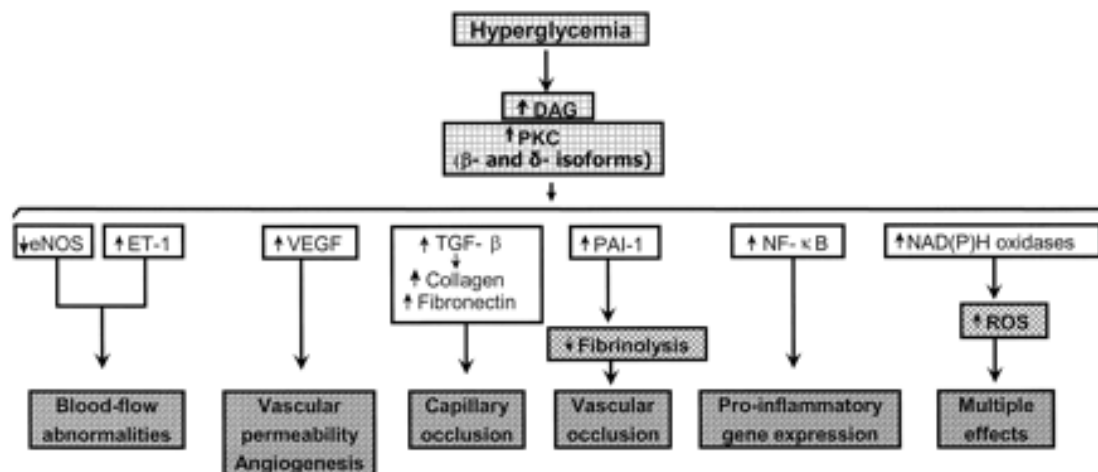 Hyperglycemia
↑DAG
↑PKC
(β- and δ- isoforms)
↓eNOS
↑ET-1
↑VEGF
↑TGF- β
↑Collagen
↑Fibronectin
↑PAI-1
↑NF- κB
↑NAD(P)H oxidases
↓Fibrinolysis
↑ROS
Blood-flow
abnormalities
Vascular
permeability
Angiogenesis
Capillary
occlusion
Vascular
occlusion
Pro-inflammatory
gene expression
Multiple
effects